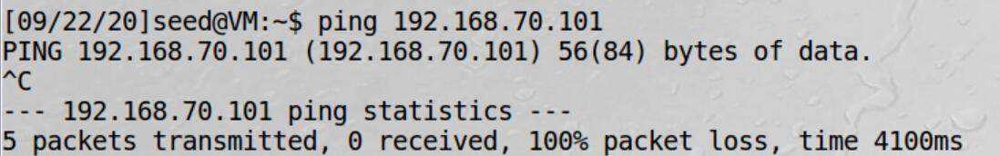 [09/22/20]seed@VM:~$ ping 192.168.70.101
PING 192.168.70.101 (192.168.70.101) 56(84) bytes of data.
^C
--- 192.168.70.101 ping statistics ---
5 packets transmitted, 0 received, 100% packet loss, time 4100ms